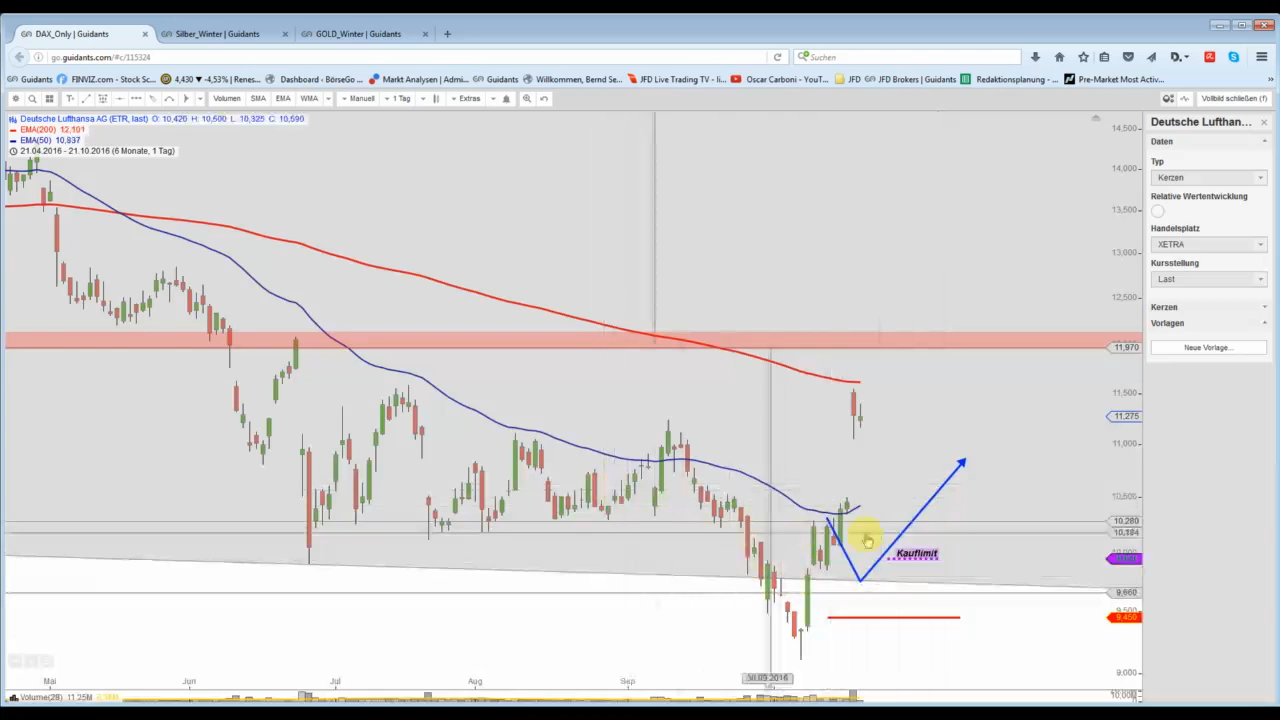 DAX_Only | Guidants
Silber_Winter | Guidants
GOLD_Winter | Guidants
go.guidants.com/#c/115324
Suchen
Guidants
FINVIZ.com - Stock Sc...
4,430 ▼ -4,53% | Renes...
Dashboard - BörseGo ...
Markt Analysen | Admi...
Guidants
Willkommen, Bernd Se...
JFD Live Trading TV - li...
Oscar Carboni - YouT...
JFD
JFD Brokers | Guidants
Redaktionsplanung - ...
Pre-Market Most Activ...
Volumen
SMA
EMA
WMA
Manuell
1 Tag
Extras
Vollbild schließen (f)
Deutsche Lufthansa AG (ETR, last) O: 10,420 H: 10,500 L: 10,325 C: 10,590
EMA(200) 12,101
EMA(50) 10,837
21.04.2016 - 21.10.2016 (6 Monate, 1 Tag)
Deutsche Lufthan...
Daten
Typ
Kerzen
Relative Wertentwicklung
Handelsplatz
XETRA
Kursstellung
Last
Kerzen
Vorlagen
Neue Vorlage...
14,500
14,000
13,500
13,000
12,500
11,970
11,500
11,275
11,000
10,500
10,280
10,184
10,000
9,660
9,500
9,450
9,000
Kauflimit
Mai
Jun
Jul
Aug
Sep
30.09.2016
Volume(28) 11.25M
10,000